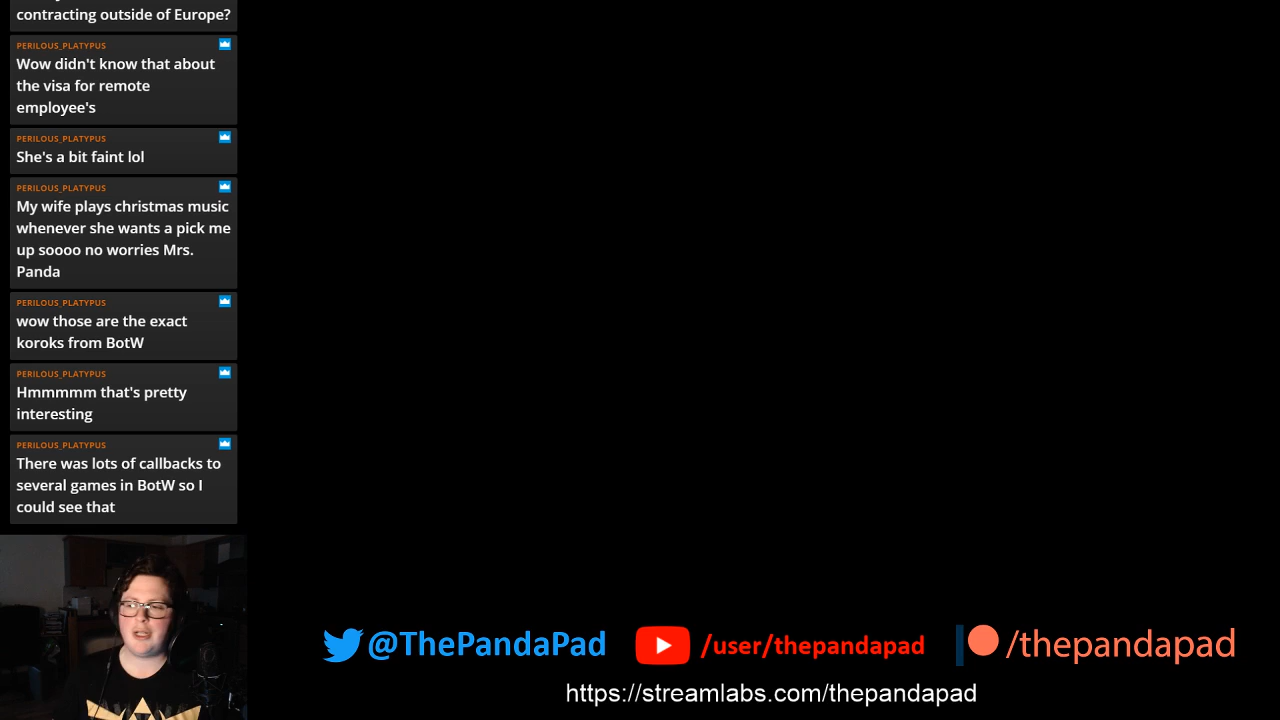 contracting outside of Europe?
PERILOUS_PLATYPUS
Wow didn't know that about
the visa for remote
employee's
PERILOUS_PLATYPUS
She's a bit faint lol
PERILOUS_PLATYPUS
My wife plays christmas music
whenever she wants a pick me
up soooo no worries Mrs.
Panda
PERILOUS_PLATYPUS
wow those are the exact
koroks from BotW
PERILOUS_PLATYPUS
Hmmmmm that's pretty
interesting
PERILOUS_PLATYPUS
There was lots of callbacks to
several games in BotW so I
could see that
@ThePandaPad
/user/thepandapad
/thepandapad
https://streamlabs.com/thepandapad